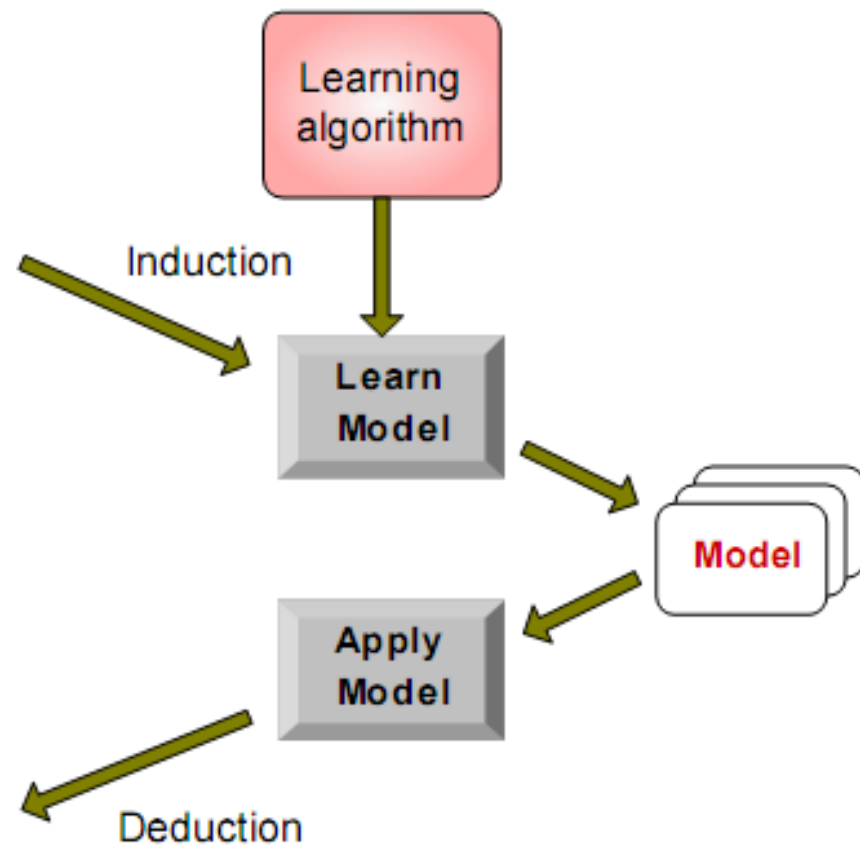 Learning
algorithm
Induction
Learn
Model
Model
Apply
Model
Deduction